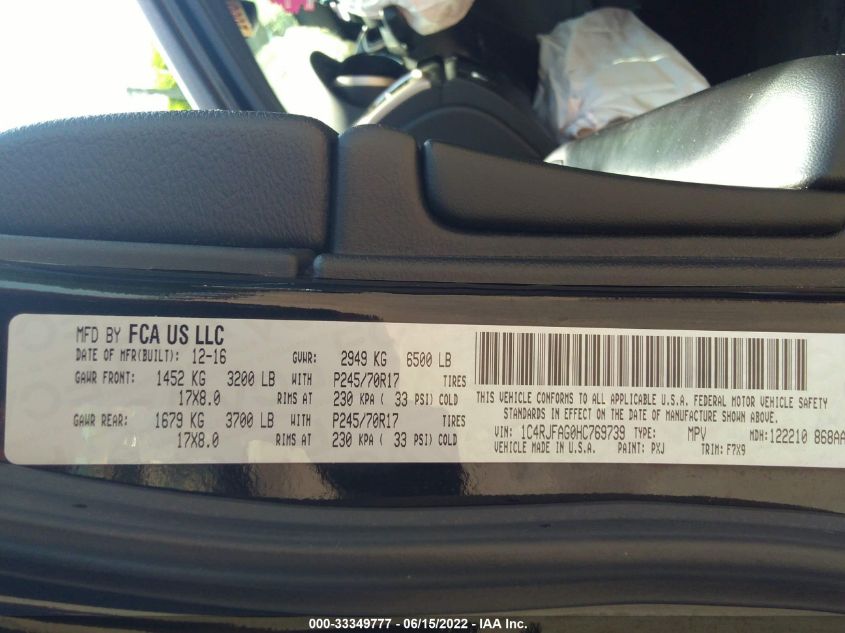 MFD BY FCA US LLC
DATE OF MFR(BUILT): 12-16 GVWR: 2949 KG 6500 LB
GAWR FRONT: 1452 KG 3200 LB WITH P245/70R17 TIRES
17X8.0 RIMS AT 230 KPA ( 33 PSI) COLD
GAWR REAR: 1679 KG 3700 LB WITH P245/70R17 TIRES
17X8.0 RIMS AT 230 KPA ( 33 PSI) COLD
THIS VEHICLE CONFORMS TO ALL APPLICABLE U.S.A. FEDERAL MOTOR VEHICLE SAFETY
STANDARDS IN EFFECT ON THE DATE OF MANUFACTURE SHOWN ABOVE.
VIN: 1C4RJFAG0HC769739 TYPE: MPV MDH: 122210 868AA
VEHICLE MADE IN U.S.A. PAINT: PXJ TRIM: F7X9
000-33349777 - 06/15/2022 - IAA Inc.